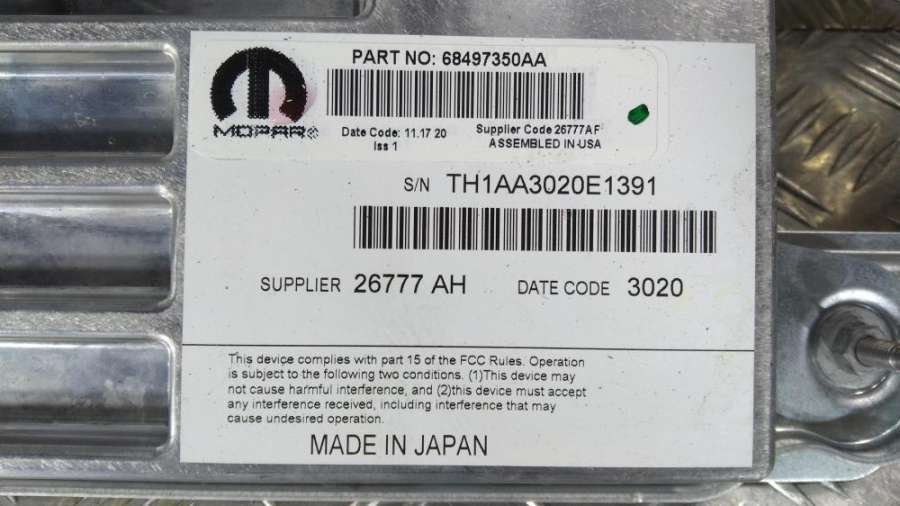 PART NO: 68497350AA
MOPAR®
Date Code: 11.17 20
Iss 1
Supplier Code 26777AF
ASSEMBLED IN USA
S/N TH1AA3020E1391
SUPPLIER 26777 AH DATE CODE 3020
This device complies with part 15 of the FCC Rules. Operation
is subject to the following two conditions. (1)This device may
not cause harmful interference, and (2)this device must accept
any interference received, including interference that may
cause undesired operation.
MADE IN JAPAN